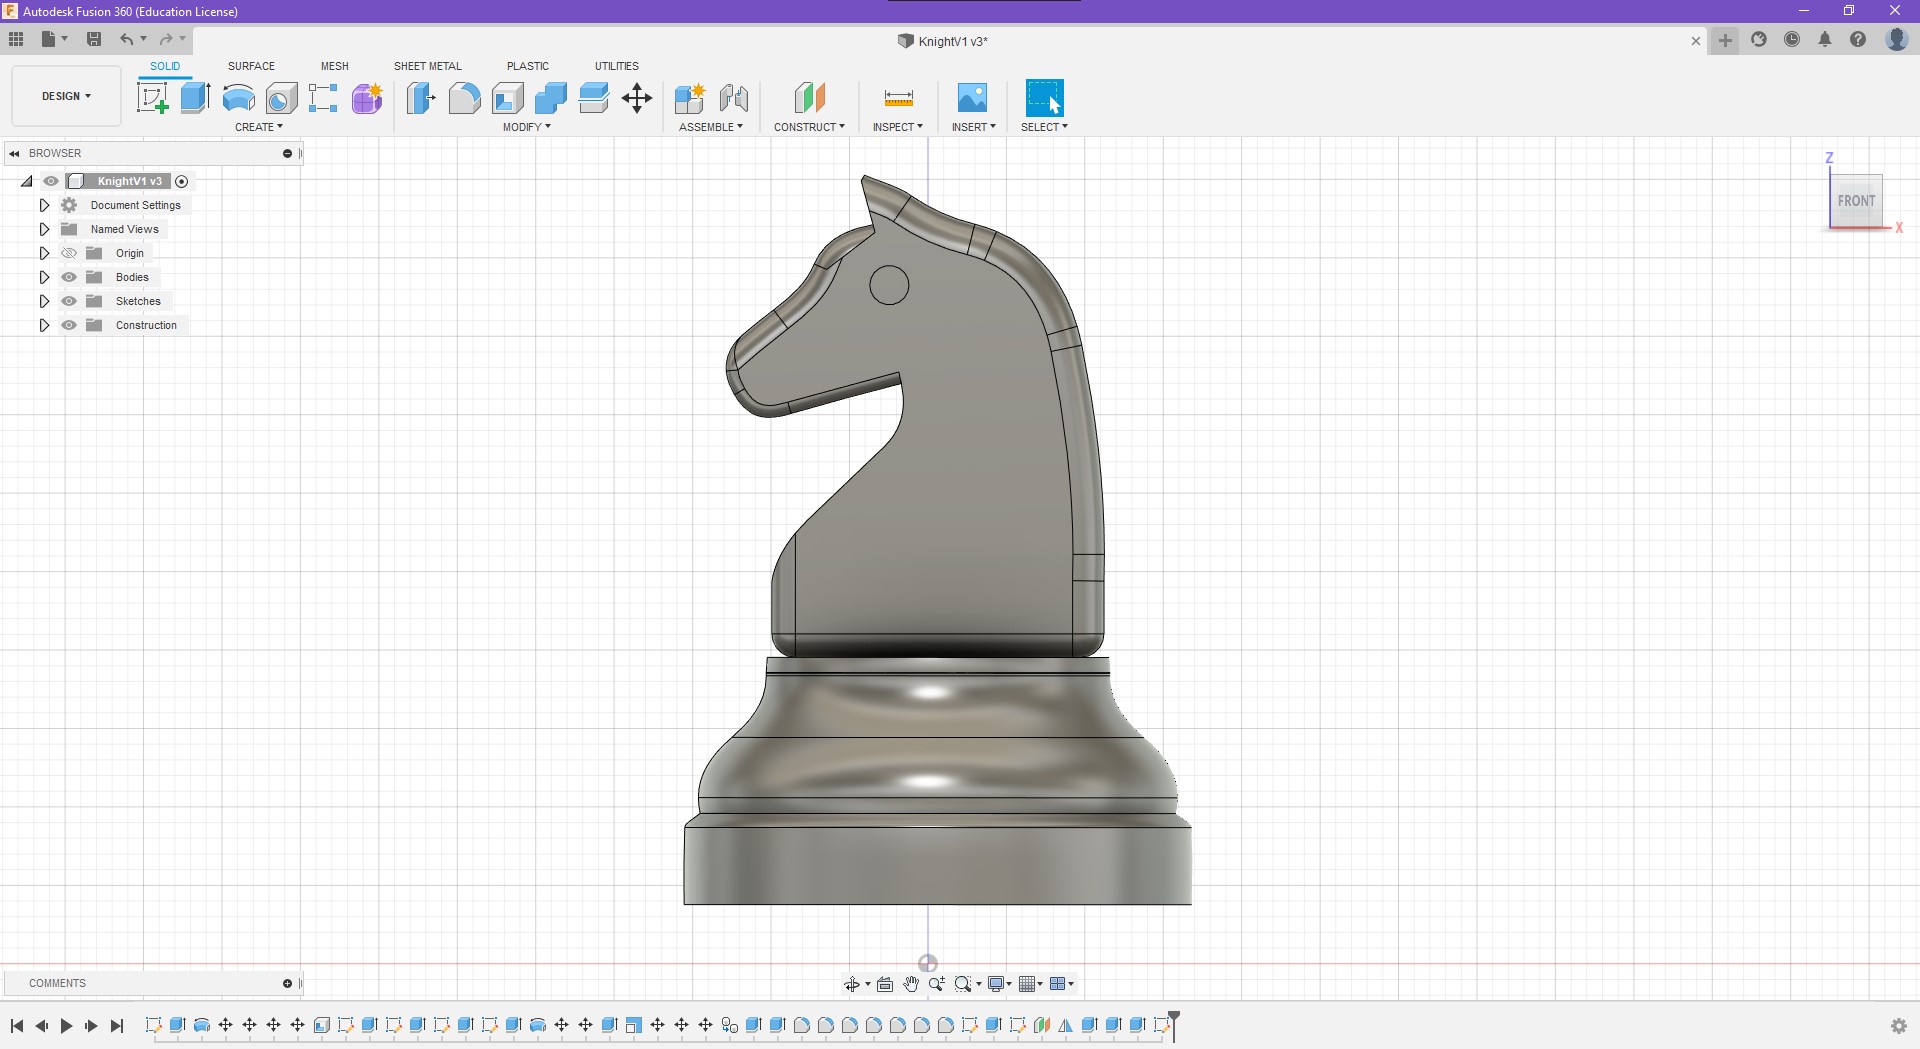 Autodesk Fusion 360 (Education License)
KnightV1 v3*
DESIGN
SOLID SURFACE MESH SHEET METAL PLASTIC UTILITIES
CREATE MODIFY ASSEMBLE CONSTRUCT INSPECT INSERT SELECT
BROWSER
KnightV1 v3
Document Settings
Named Views
Origin
Bodies
Sketches
Construction
Z
FRONT
X
COMMENTS